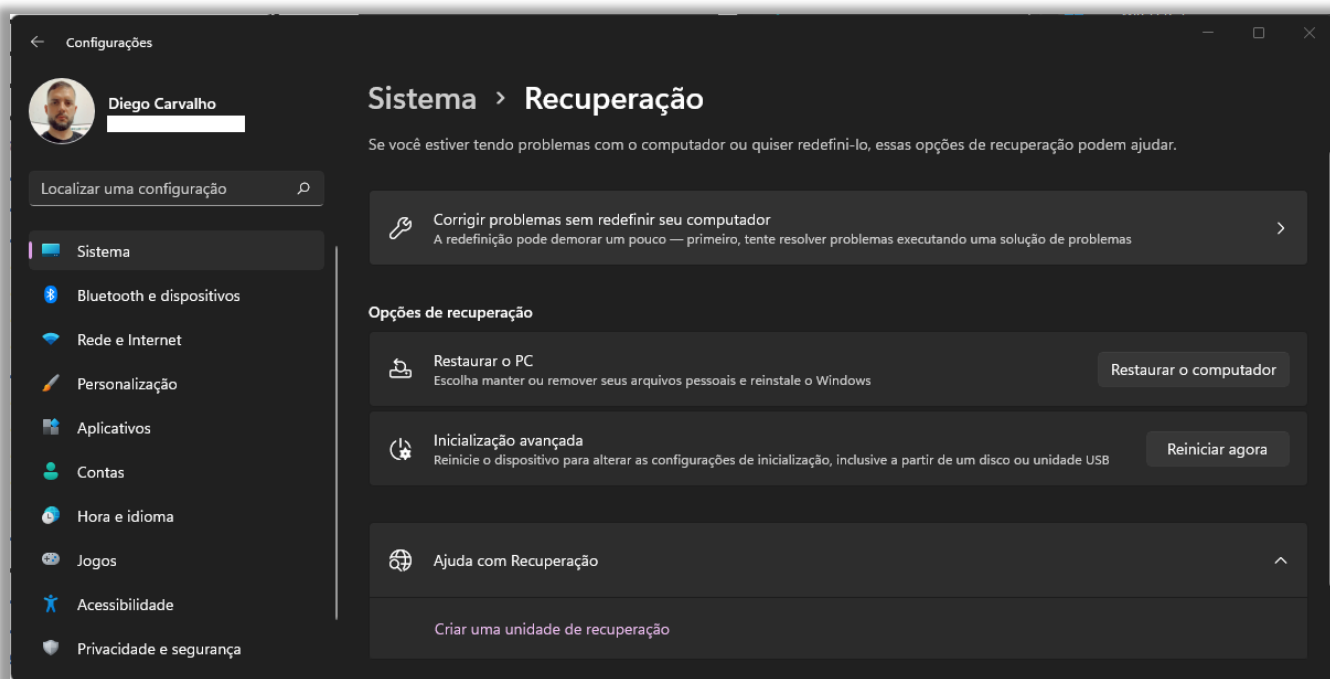 Configurações
Diego Carvalho
Localizar uma configuração
Sistema
Bluetooth e dispositivos
Rede e Internet
Personalização
Aplicativos
Contas
Hora e idioma
Jogos
Acessibilidade
Privacidade e segurança
Sistema > Recuperação
Se você estiver tendo problemas com o computador ou quiser redefini-lo, essas opções de recuperação podem ajudar.
Corrigir problemas sem redefinir seu computador
A redefinição pode demorar um pouco — primeiro, tente resolver problemas executando uma solução de problemas
Opções de recuperação
Restaurar o PC
Escolha manter ou remover seus arquivos pessoais e reinstale o Windows
Restaurar o computador
Inicialização avançada
Reinicie o dispositivo para alterar as configurações de inicialização, inclusive a partir de um disco ou unidade USB
Reiniciar agora
Ajuda com Recuperação
Criar uma unidade de recuperação